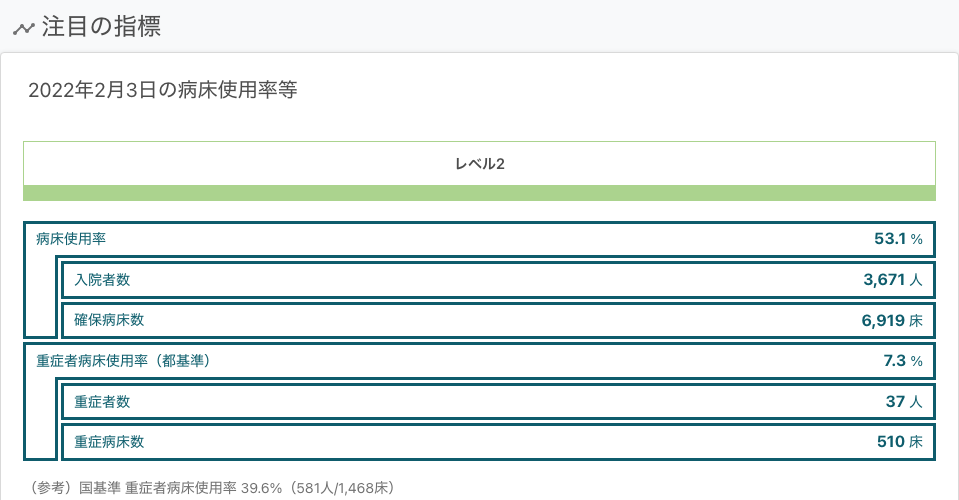 注目の指標
2022年2月3日の病床使用率等
レベル2
病床使用率 53.1 %
入院者数 3,671 人
確保病床数 6,919 床
重症者病床使用率（都基準） 7.3 %
重症者数 37 人
重症病床数 510 床
（参考）国基準 重症者病床使用率 39.6%（581人/1,468床）